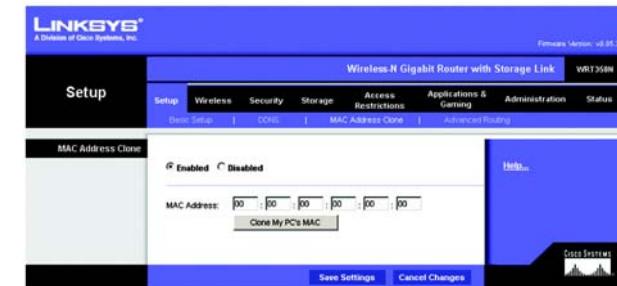 LINKSYS®
A Division of Cisco Systems, Inc.
Firmware Version: v0.95.3
Wireless-N Gigabit Router with Storage Link WRT350N
Setup
Setup Wireless Security Storage Access Restrictions Applications & Gaming Administration Status
Basic Setup | DDNS | MAC Address Clone | Advanced Routing
MAC Address Clone
Enabled Disabled
Help...
MAC Address: 00 : 00 : 00 : 00 : 00 : 00
Clone My PC's MAC
CISCO SYSTEMS
Save Settings Cancel Changes